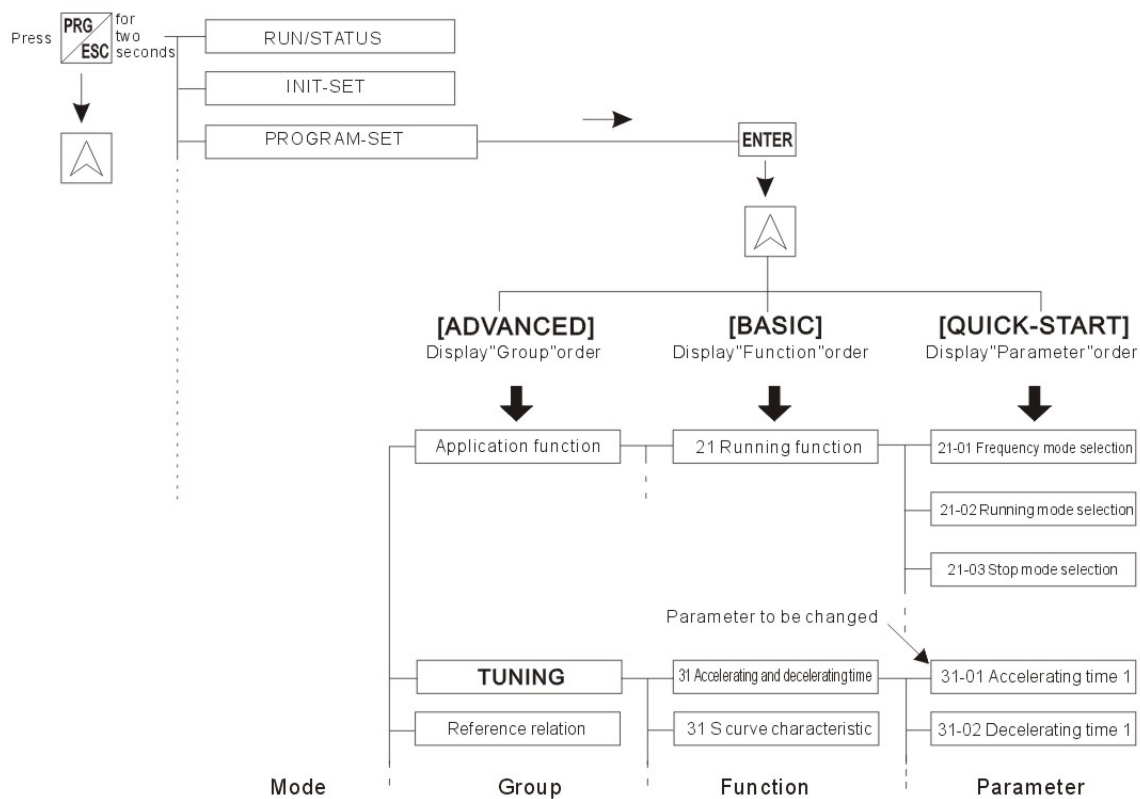 Press PRG ESC for two seconds
RUN/STATUS
INIT-SET
PROGRAM-SET
ENTER
[ADVANCED]
Display"Group"order
[BASIC]
Display"Function"order
[QUICK-START]
Display"Parameter"order
Application function
21 Running function
21-01 Frequency mode selection
21-02 Running mode selection
21-03 Stop mode selection
Parameter to be changed
TUNING
31 Accelerating and decelerating time
31-01 Accelerating time 1
Reference relation
31 S curve characteristic
31-02 Decelerating time 1
Mode
Group
Function
Parameter